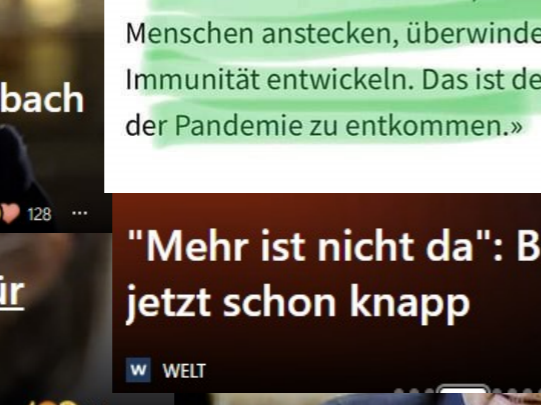 Menschen anstecken, überwinde
Immunität entwickeln. Das ist de
der Pandemie zu entkommen.»
bach
128 ...
"Mehr ist nicht da": B
jetzt schon knapp
ür
W WELT